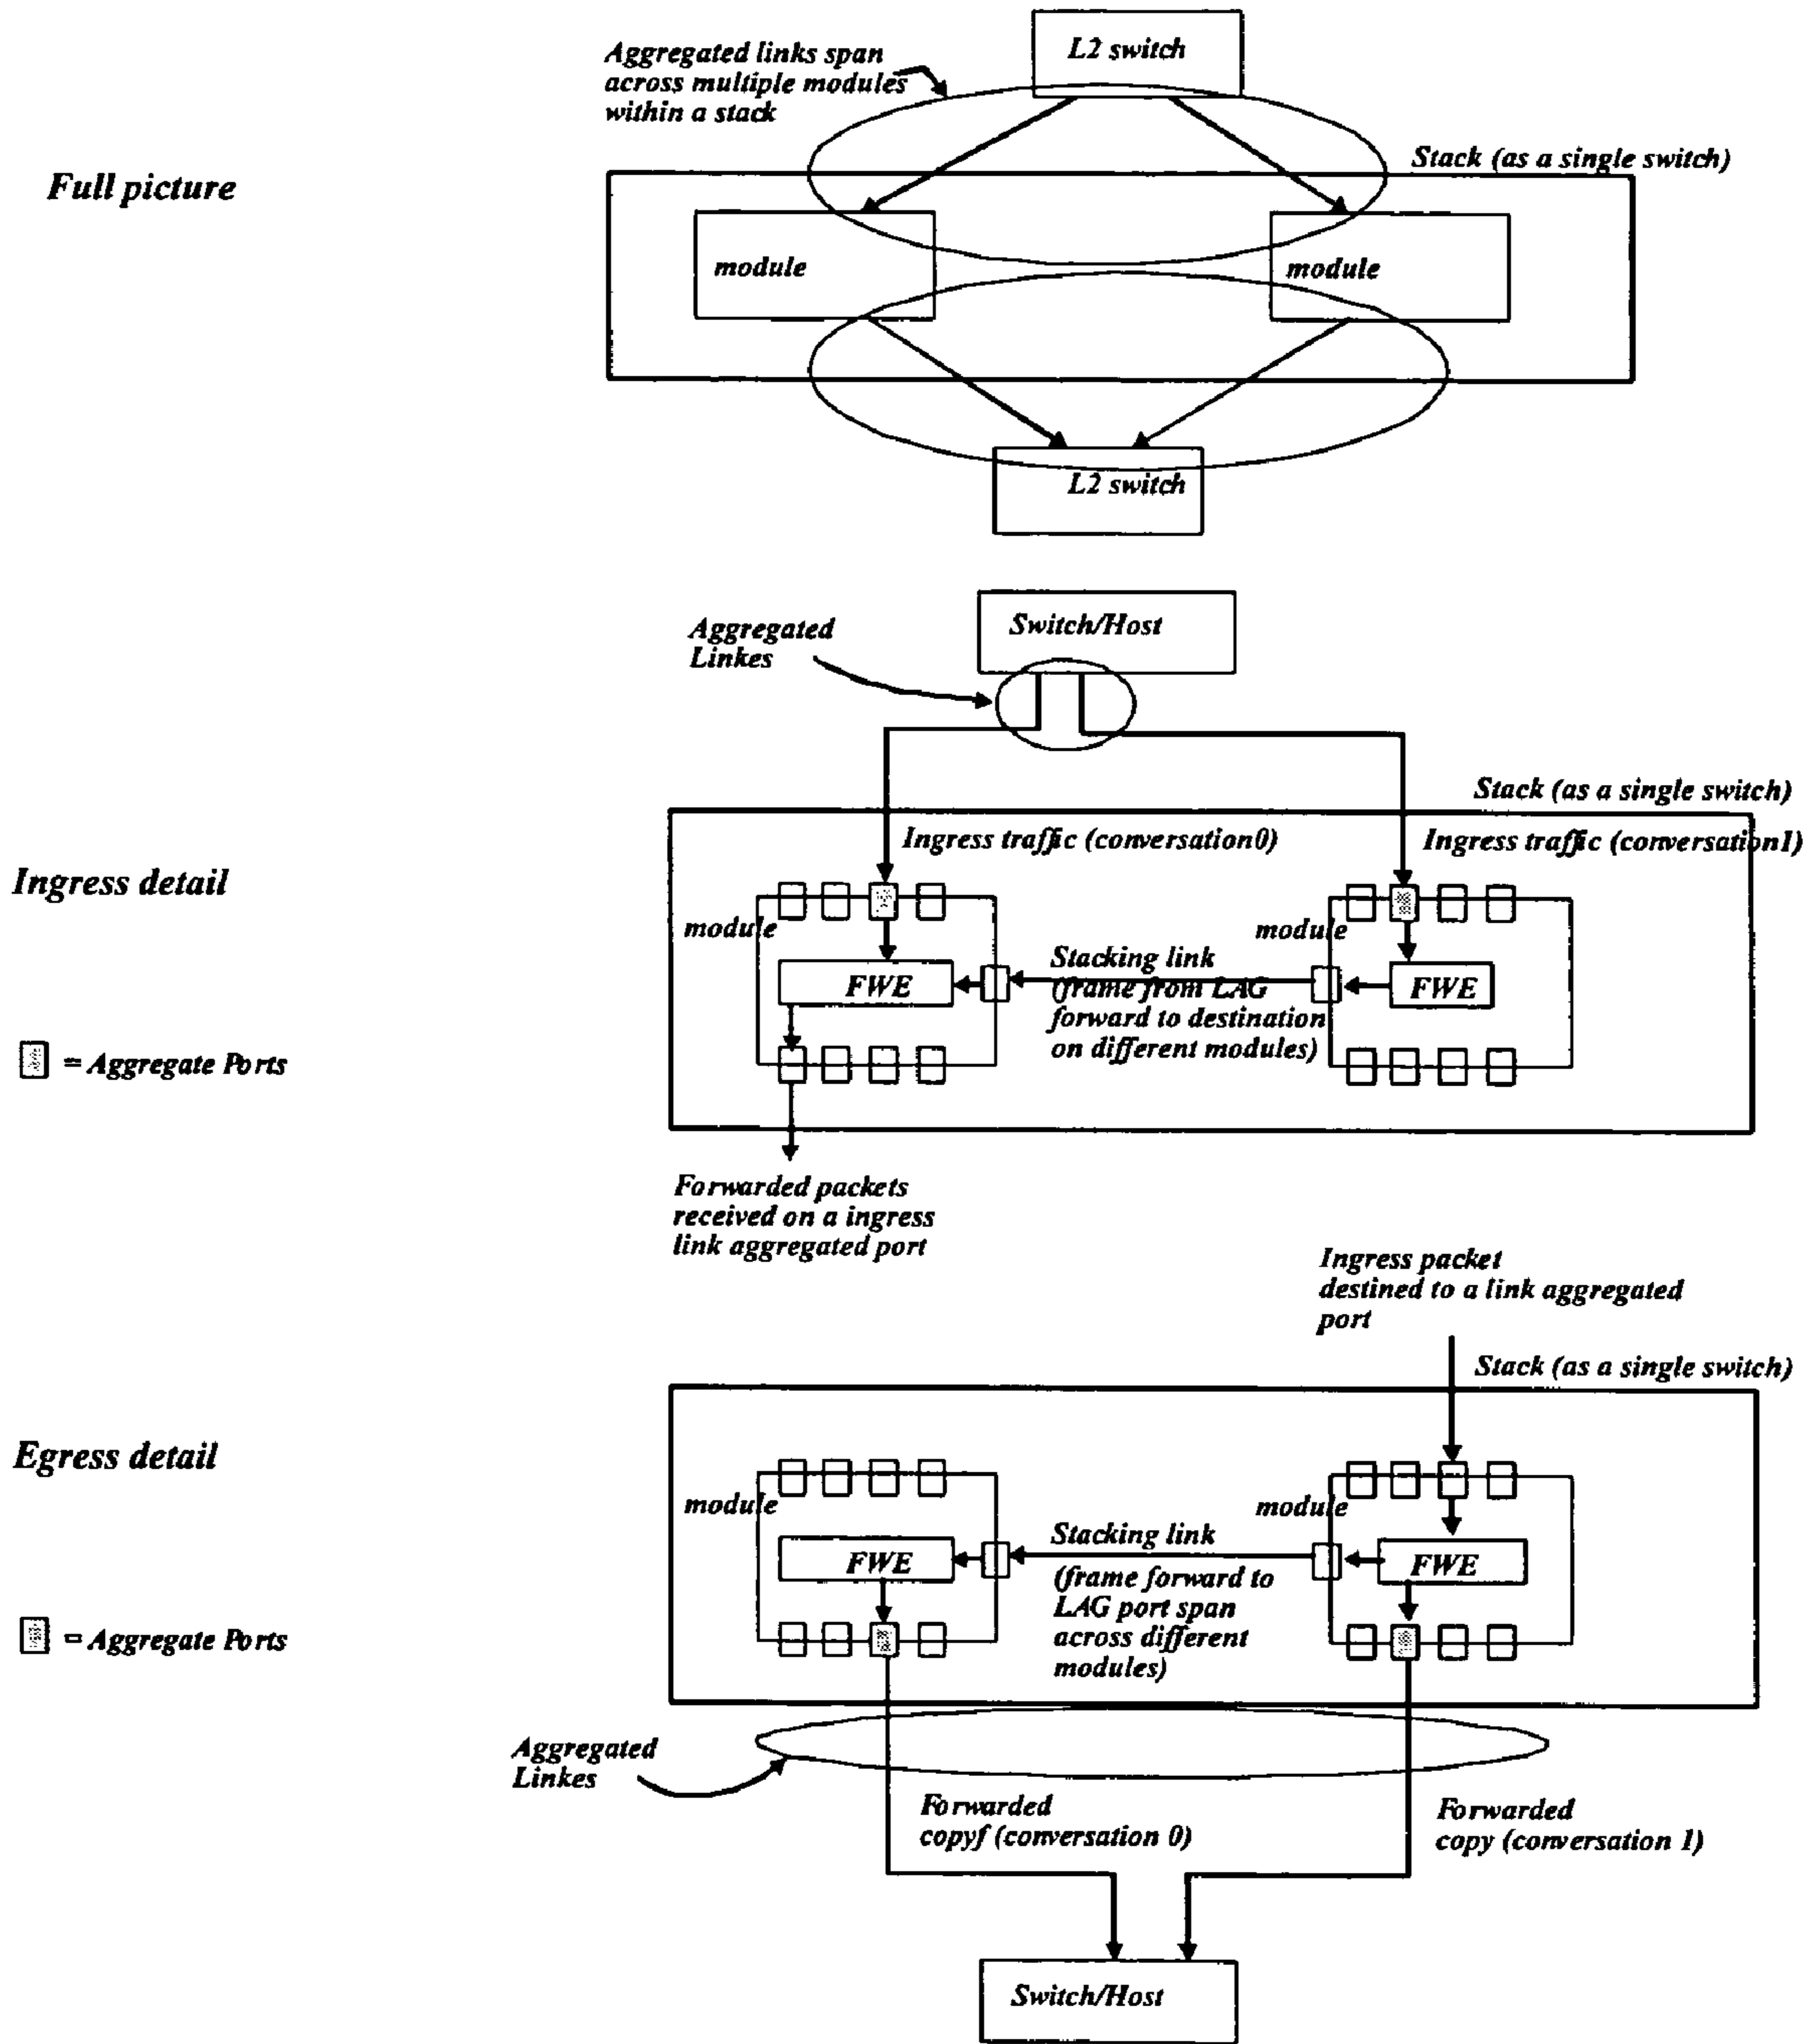 L2 switch
Aggregated links span
across multiple modules
within a stack
Stack (as a single switch)
Full picture
module
module
L2 switch
Switch/Host
Aggregated
Linkes
Stack (as a single switch)
Ingress traffic (conversation0)
Ingress traffic (conversation1)
Ingress detail
module
module
Stacking link
(frame from LAG
forward to destination
on different modules)
FWE
FWE
= Aggregate Ports
Forwarded packets
received on a ingress
link aggregated port
Ingress packet
destined to a link aggregated
port
Stack (as a single switch)
Egress detail
module
module
Stacking link
(frame forward to
LAG port span
across different
modules)
FWE
FWE
= Aggregate Ports
Aggregated
Linkes
Forwarded
copyf (conversation 0)
Forwarded
copy (conversation 1)
Switch/Host